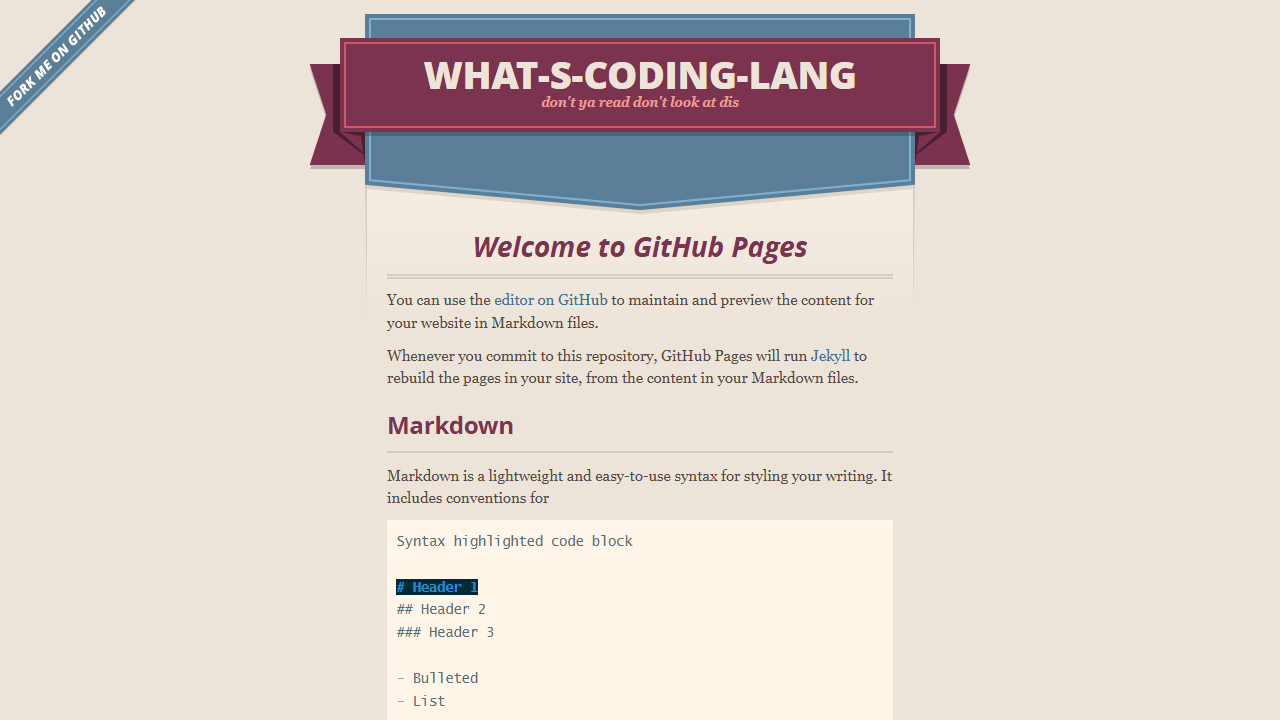 FORK ME ON GITHUB
WHAT-S-CODING-LANG
don't ya read don't look at dis
Welcome to GitHub Pages
You can use the editor on GitHub to maintain and preview the content for
your website in Markdown files.
Whenever you commit to this repository, GitHub Pages will run Jekyll to
rebuild the pages in your site, from the content in your Markdown files.
Markdown
Markdown is a lightweight and easy-to-use syntax for styling your writing. It
includes conventions for
Syntax highlighted code block
# Header 1
## Header 2
### Header 3
- Bulleted
- List